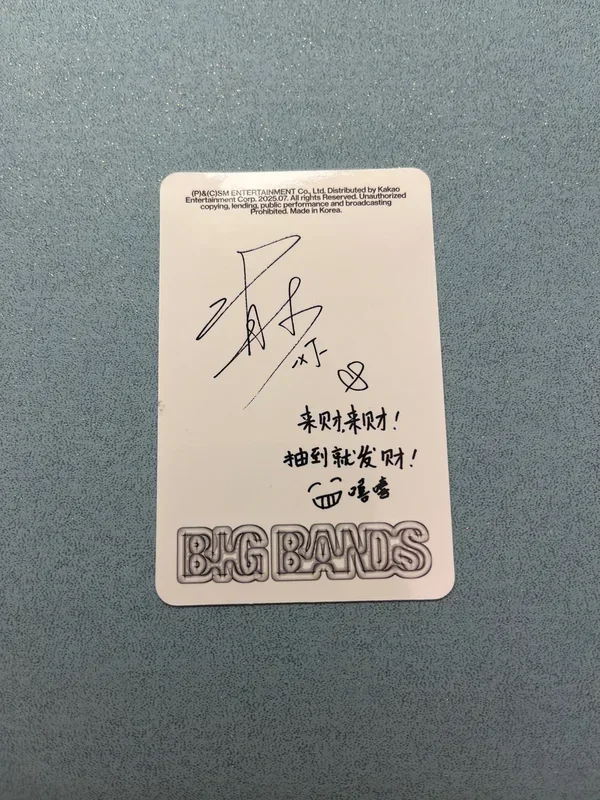 (P)&(C)SM ENTERTAINMENT Co., Ltd. Distributed by Kakao
Entertainment Corp. 2025.07. All rights Reserved. Unauthorized
copying, lending, public performance and broadcasting
Prohibited. Made in Korea.
来财,来财!
抽到就发财!
嘻嘻
BIG BANDS